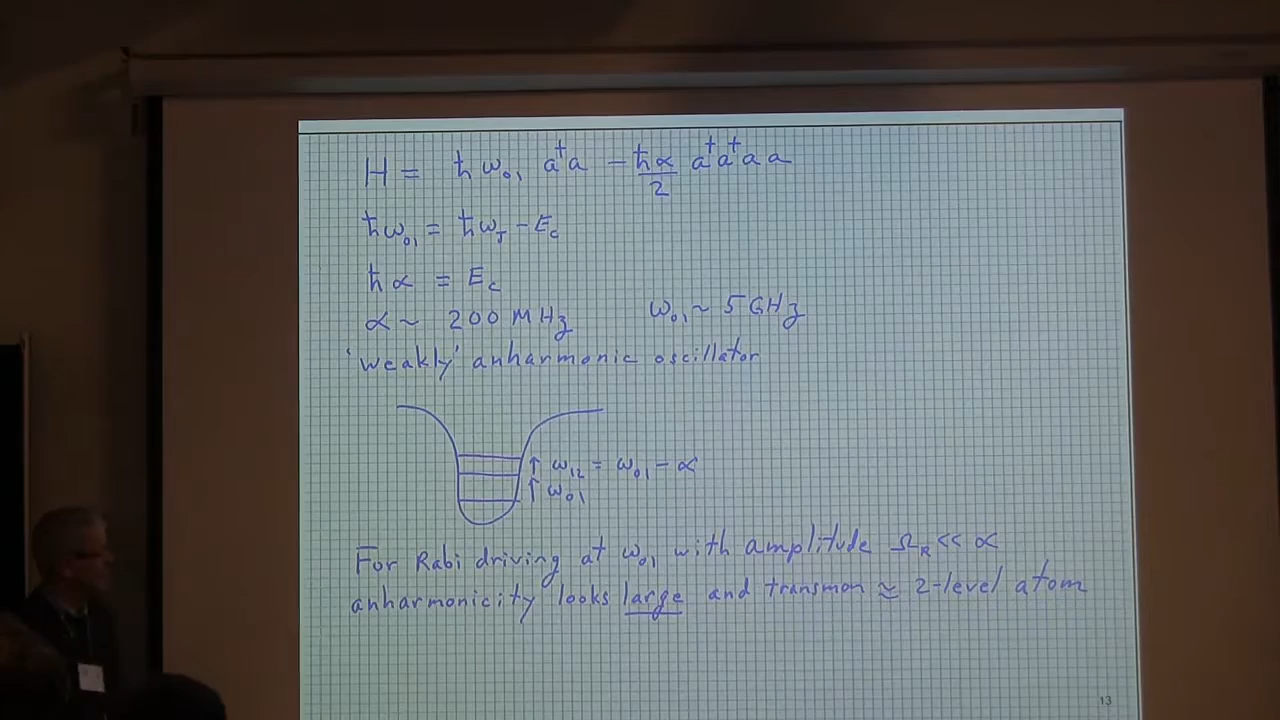 H = ħω₀₁ a†a − ħα/2 a†a†aa
ħω₀₁ = ħω_J − E_c
ħα = E_c
α ~ 200 MHz ω₀₁ ~ 5 GHz
'weakly' anharmonic oscillator
↑ ω₁₂ = ω₀₁ − α
↑ ω₀₁
For Rabi driving at ω₀₁ with amplitude Ω_R << α
anharmonicity looks large and transmon ≈ 2-level atom
13